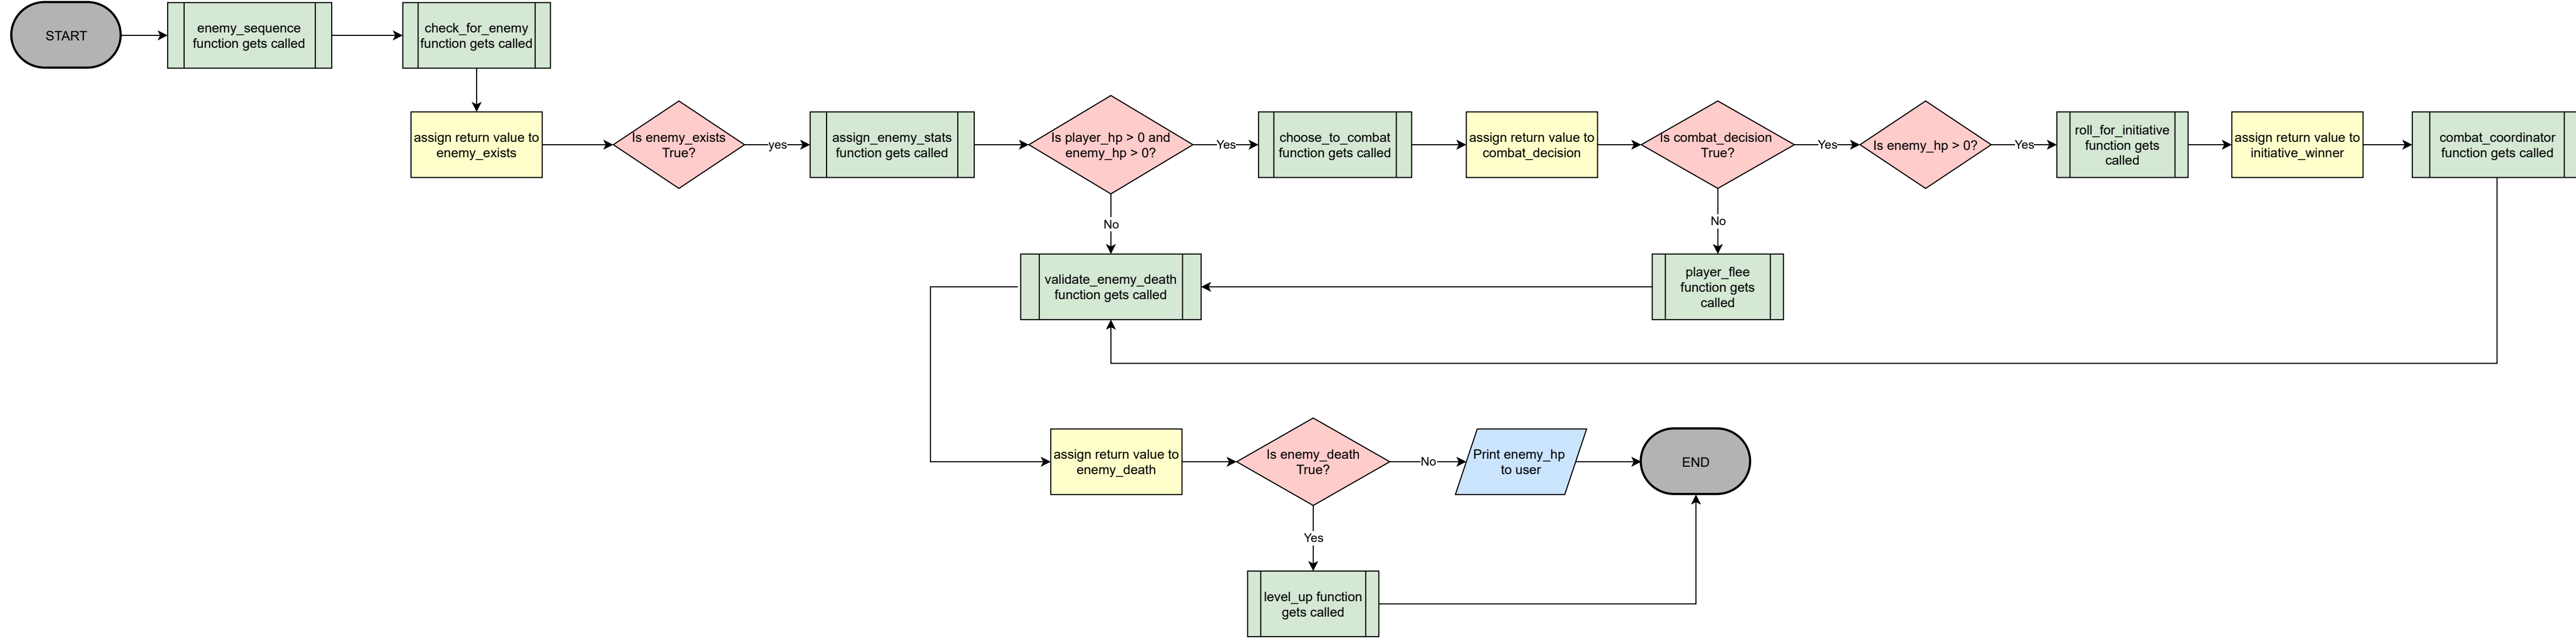 START
enemy_sequence
function gets called
check_for_enemy
function gets called
assign return value to
enemy_exists
Is enemy_exists
True?
yes
assign_enemy_stats
function gets called
Is player_hp > 0 and
enemy_hp > 0?
Yes
choose_to_combat
function gets called
assign return value to
combat_decision
Is combat_decision
True?
Yes
Is enemy_hp > 0?
Yes
roll_for_initiative
function gets
called
assign return value to
initiative_winner
combat_coordinator
function gets called
No
No
validate_enemy_death
function gets called
player_flee
function gets
called
assign return value to
enemy_death
Is enemy_death
True?
No
Print enemy_hp
to user
END
Yes
level_up function
gets called